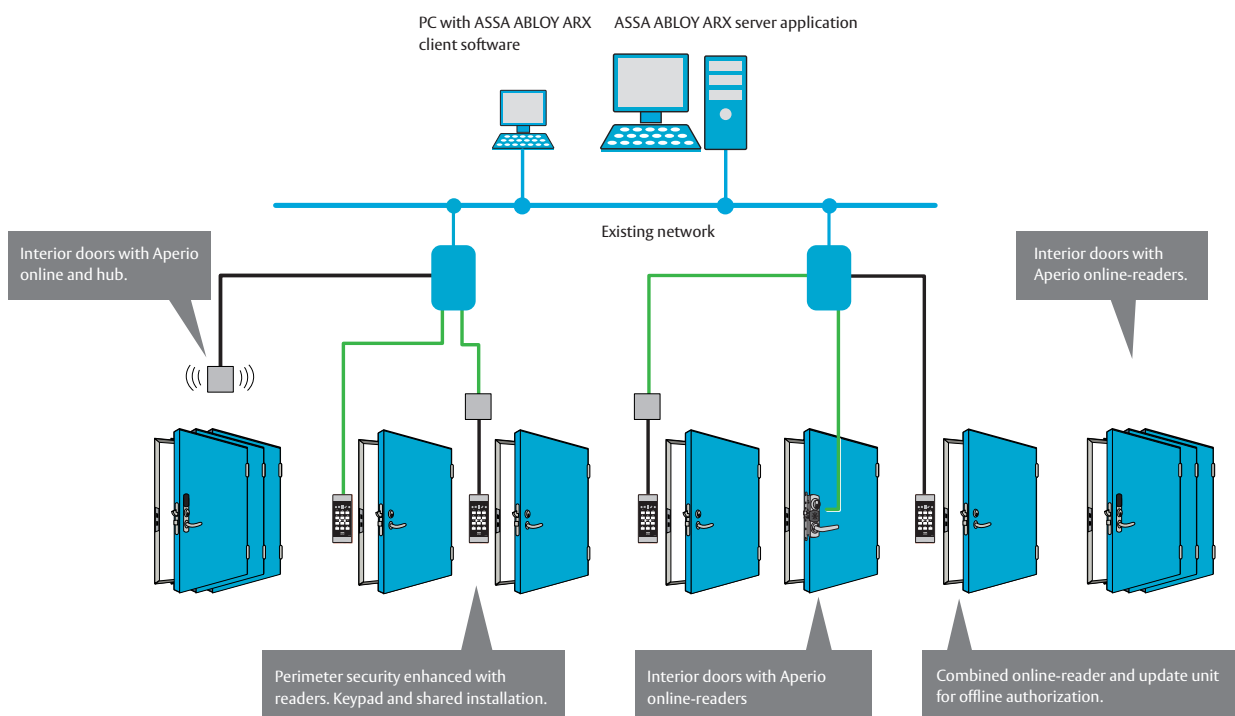 PC with ASSA ABLOY ARX
client software
ASSA ABLOY ARX server application
Existing network
Interior doors with Aperio
online and hub.
Interior doors with
Aperio online-readers.
Perimeter security enhanced with
readers. Keypad and shared installation.
Interior doors with Aperio
online-readers
Combined online-reader and update unit
for offline authorization.